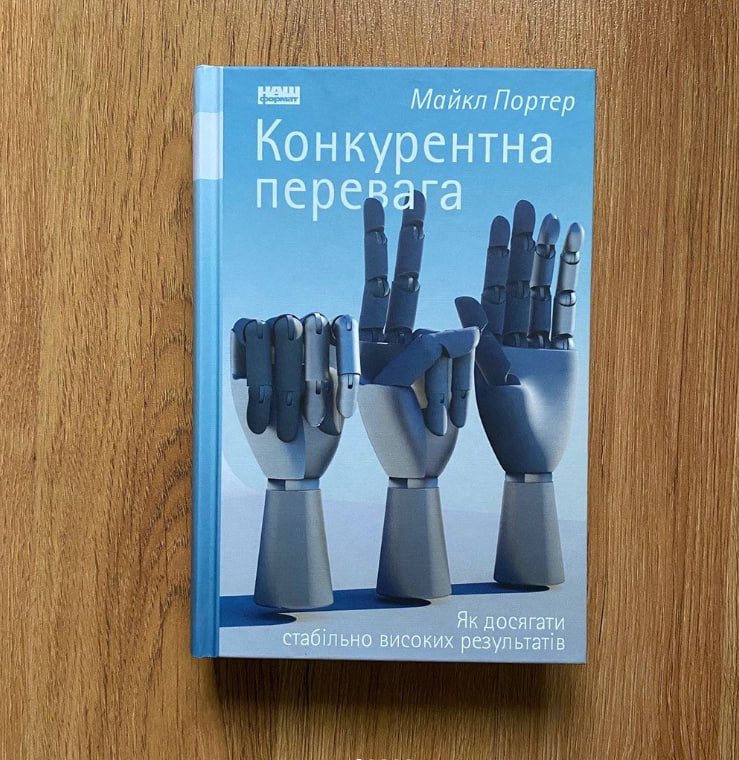 НАШ
формат
Майкл Портер
Конкурентна
перевага
Як досягати
стабільно високих результатів